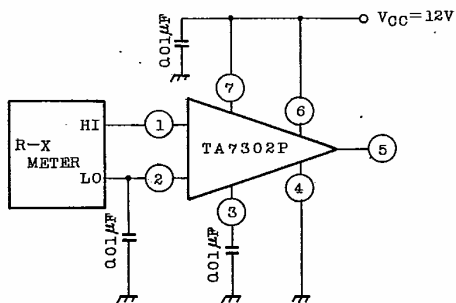 VCC=12V
0.01μF
7
6
HI
1
TA7302P
5
R-X
METER
LO
2
4
3
0.01μF
0.01μF